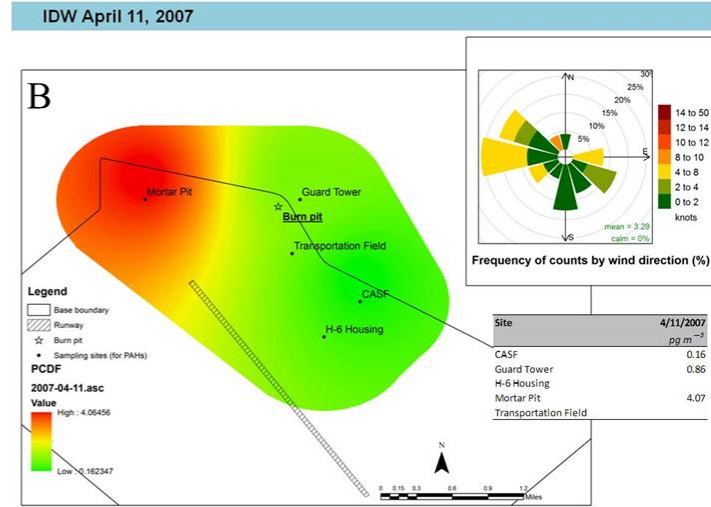 IDW April 11, 2007
B
Mortar Pit
Guard Tower
Burn pit
Transportation Field
CASF
H-6 Housing
Legend
Base boundary
Runway
Burn pit
Sampling sites (for PAHs)
PCDF
2007-04-11.asc
Value
High : 4.06456
Low : 0.162347
N
0 0.15 0.3 0.6 0.9 1.2
Miles
N
30%
25%
20%
15%
10%
5%
E
S
14 to 50
12 to 14
10 to 12
8 to 10
4 to 8
2 to 4
0 to 2
knots
mean = 3.29
calm = 0%
Frequency of counts by wind direction (%)
Site 4/11/2007
pg m⁻³
CASF 0.16
Guard Tower 0.86
H-6 Housing
Mortar Pit 4.07
Transportation Field